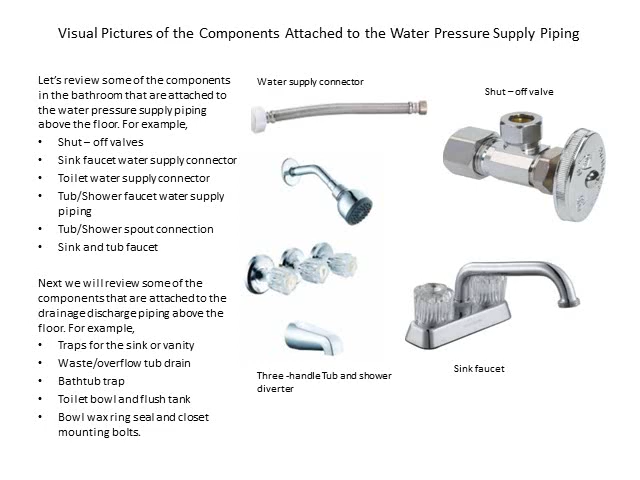 Visual Pictures of the Components Attached to the Water Pressure Supply Piping
Let's review some of the components
in the bathroom that are attached to
the water pressure supply piping
above the floor. For example,
• Shut – off valves
• Sink faucet water supply connector
• Toilet water supply connector
• Tub/Shower faucet water supply
piping
• Tub/Shower spout connection
• Sink and tub faucet
Next we will review some of the
components that are attached to the
drainage discharge piping above the
floor. For example,
• Traps for the sink or vanity
• Waste/overflow tub drain
• Bathtub trap
• Toilet bowl and flush tank
• Bowl wax ring seal and closet
mounting bolts.
Water supply connector
Shut – off valve
Three -handle Tub and shower
diverter
Sink faucet